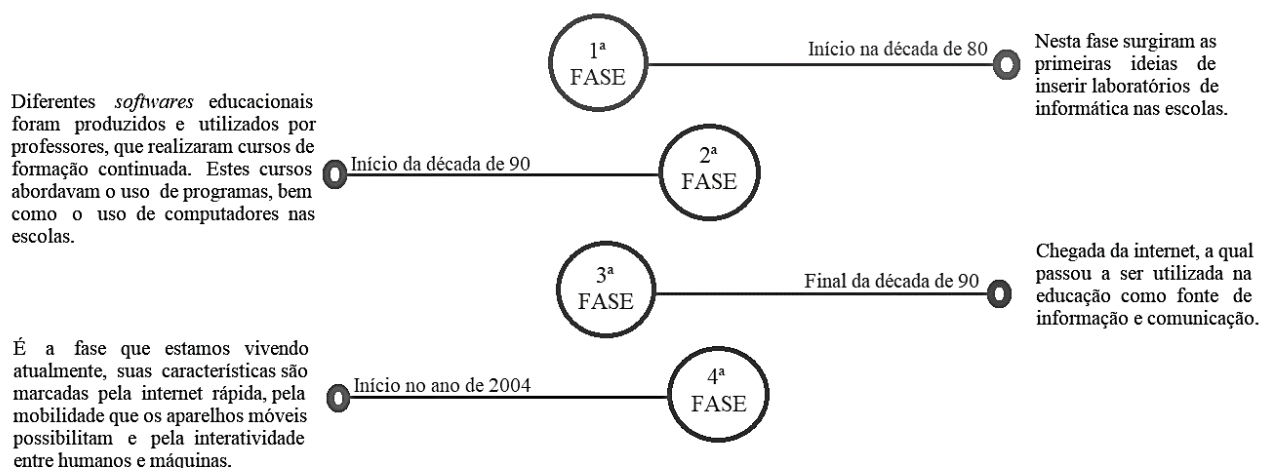 1ª
FASE
Início na década de 80
Nesta fase surgiram as
primeiras ideias de
inserir laboratórios de
informática nas escolas.
Diferentes softwares educacionais
foram produzidos e utilizados por
professores, que realizaram cursos de
formação continuada. Estes cursos
abordavam o uso de programas, bem
como o uso de computadores nas
escolas.
Início da década de 90
2ª
FASE
3ª
FASE
Final da década de 90
Chegada da internet, a qual
passou a ser utilizada na
educação como fonte de
informação e comunicação.
É a fase que estamos vivendo
atualmente, suas características são
marcadas pela internet rápida, pela
mobilidade que os aparelhos móveis
possibilitam e pela interatividade
entre humanos e máquinas.
Início no ano de 2004
4ª
FASE